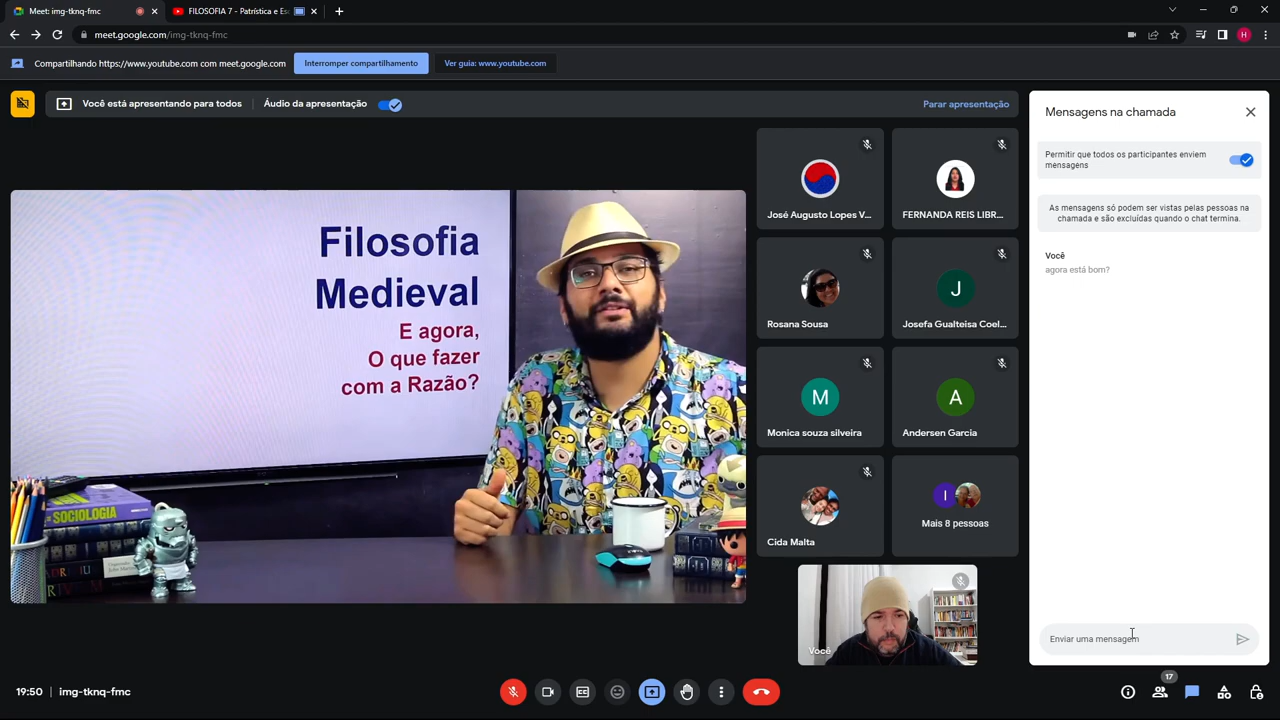 Meet: img-tknq-fmc
FILOSOFIA 7 - Patrística e Es
meet.google.com/img-tknq-fmc
H
Compartilhando https://www.youtube.com com meet.google.com
Interromper compartilhamento
Ver guia: www.youtube.com
Você está apresentando para todos
Áudio da apresentação
Parar apresentação
Filosofia
Medieval
E agora,
O que fazer
com a Razão?
SOCIOLOGIA
José Augusto Lopes V...
FERNANDA REIS LIBR...
Rosana Sousa
J
Josefa Gualteisa Coel...
M
Monica souza silveira
A
Andersen Garcia
Cida Malta
I
Mais 8 pessoas
Você
Mensagens na chamada
Permitir que todos os participantes enviem
mensagens
As mensagens só podem ser vistas pelas pessoas na
chamada e são excluídas quando o chat termina.
Você
agora está bom?
Enviar uma mensagem
19:50
img-tknq-fmc
17